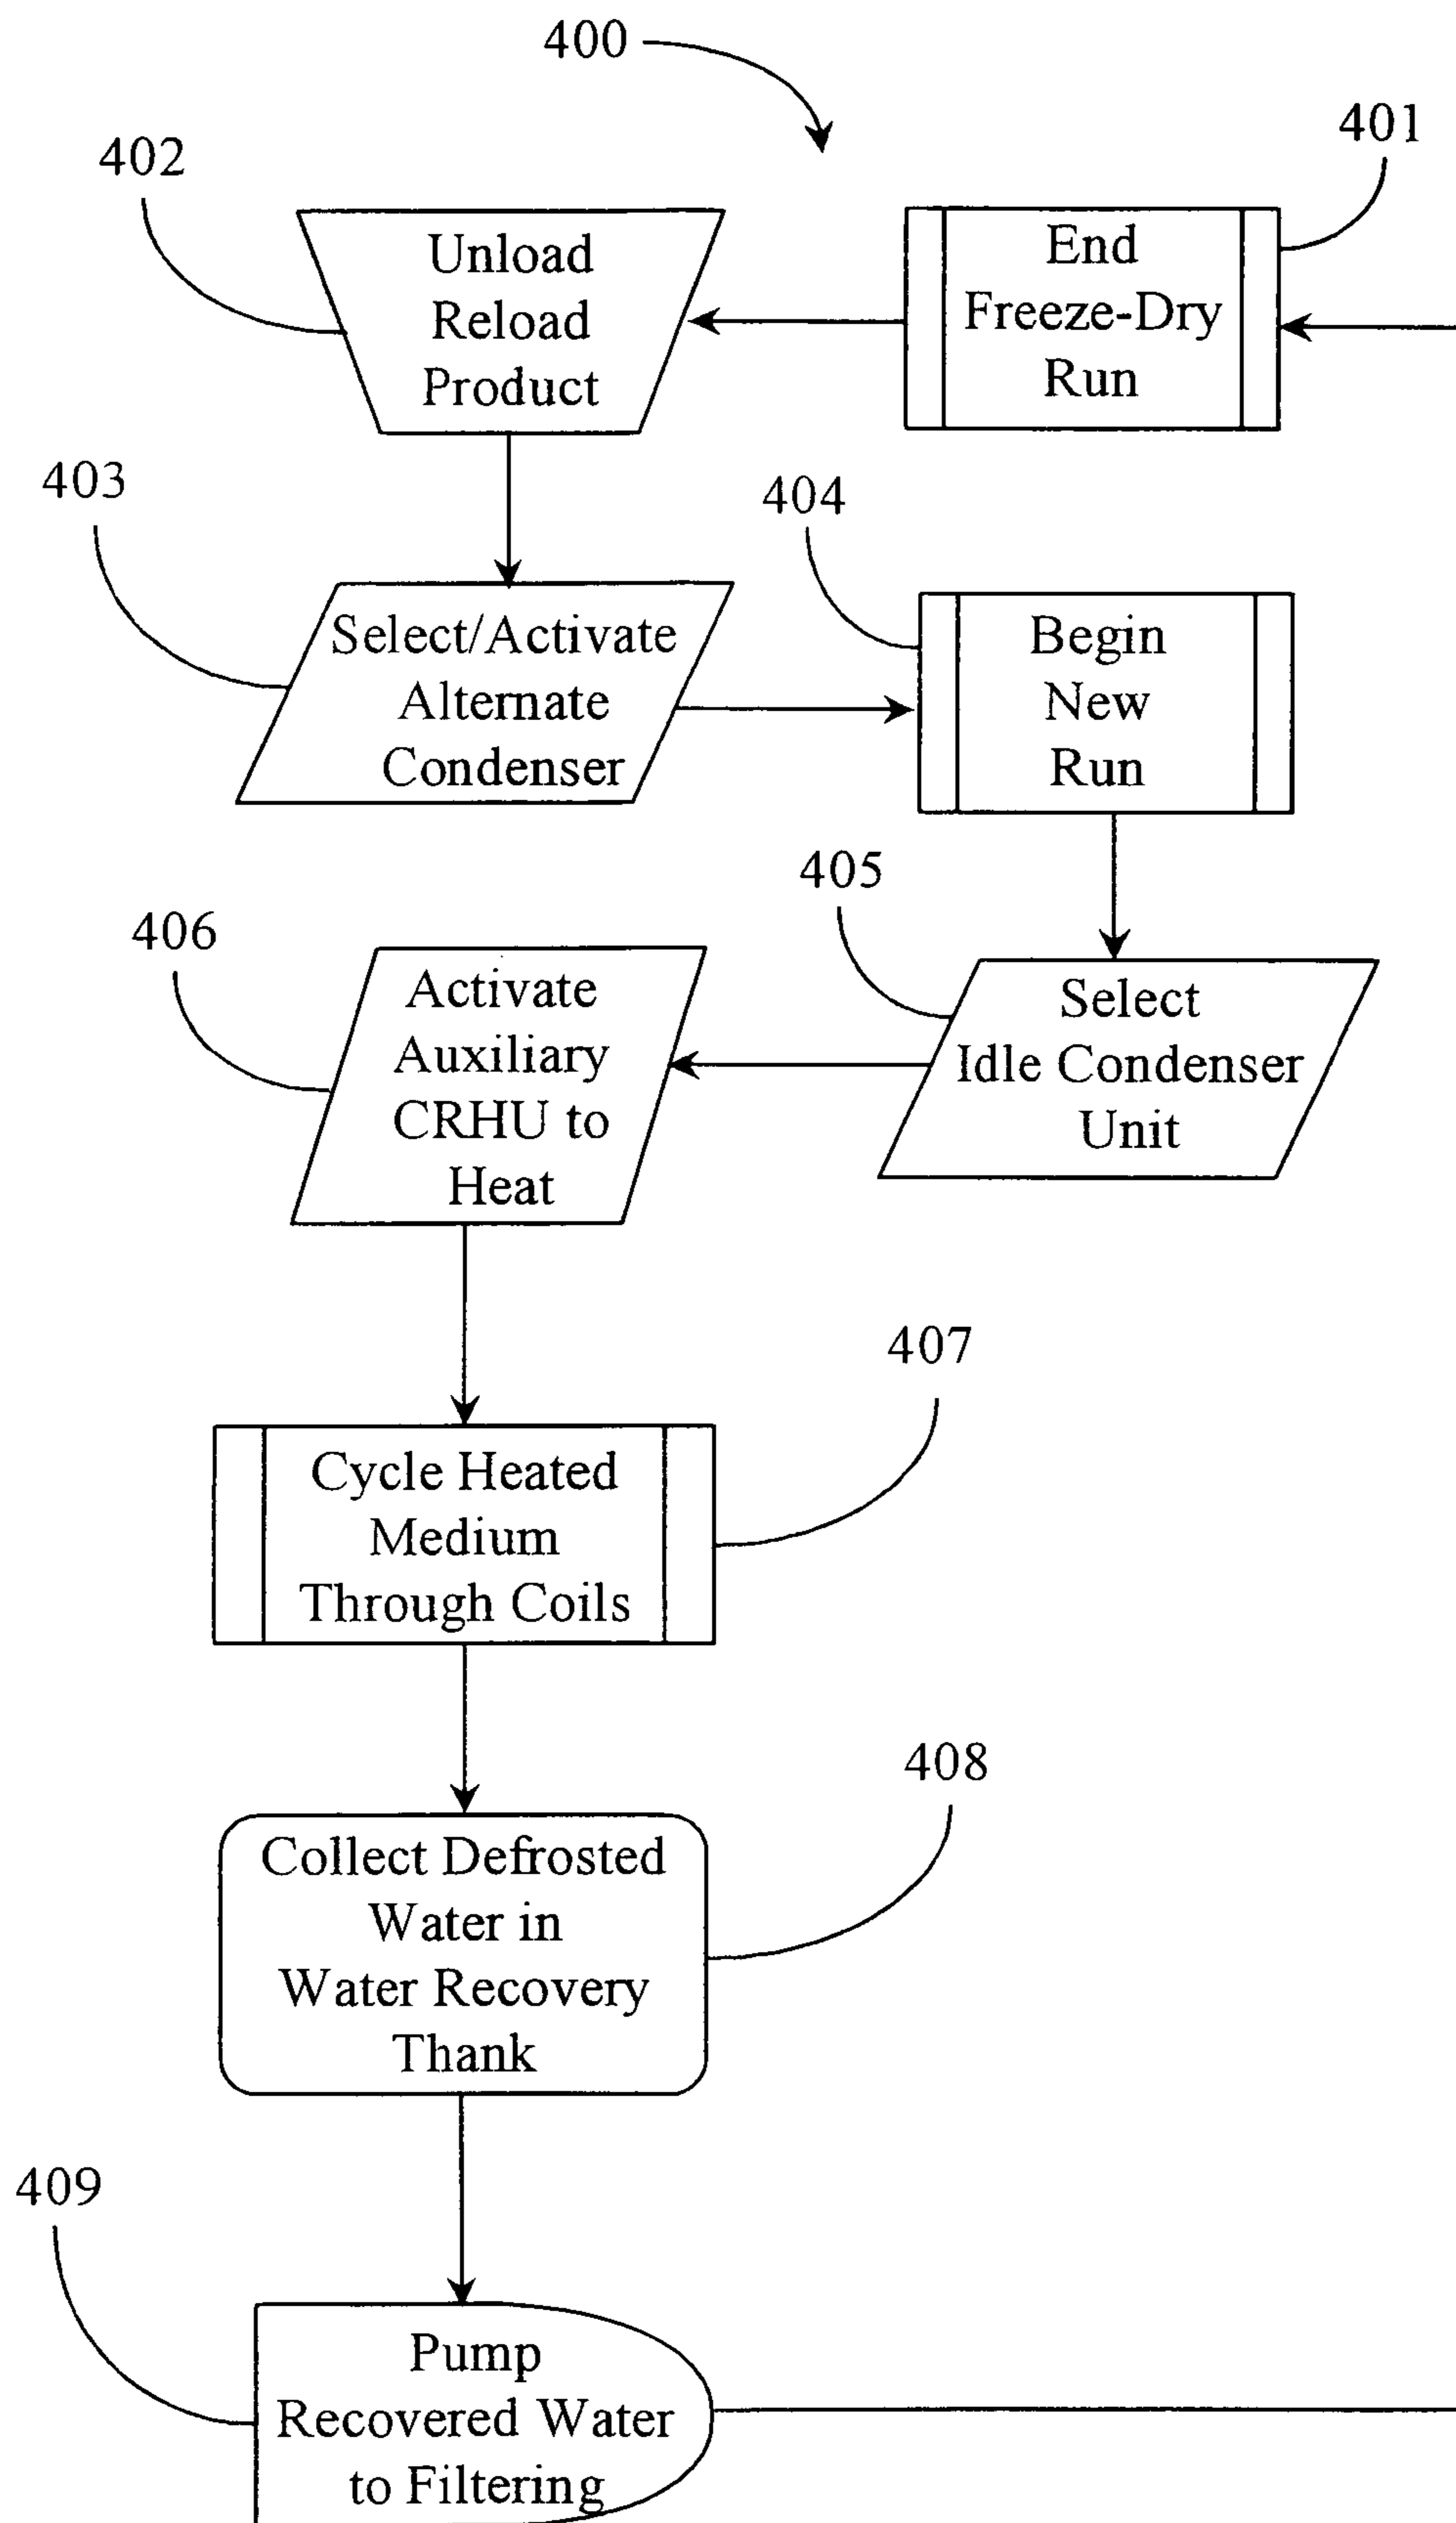 400
401
402
End
Freeze-Dry
Run
Unload
Reload
Product
403
Select/Activate
Alternate
Condenser
404
Begin
New
Run
405
Select
Idle Condenser
Unit
406
Activate
Auxiliary
CRHU to
Heat
407
Cycle Heated
Medium
Through Coils
408
Collect Defrosted
Water in
Water Recovery
Thank
409
Pump
Recovered Water
to Filtering